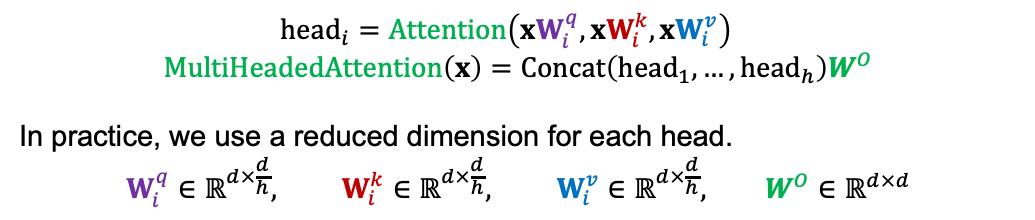 headᵢ = Attention(xWᵢ^q, xWᵢ^k, xWᵢ^v)
MultiHeadedAttention(x) = Concat(head₁, …, headₕ)W^O
In practice, we use a reduced dimension for each head.
Wᵢ^q ∈ ℝ^{d×d/h}, Wᵢ^k ∈ ℝ^{d×d/h}, Wᵢ^v ∈ ℝ^{d×d/h}, W^O ∈ ℝ^{d×d}